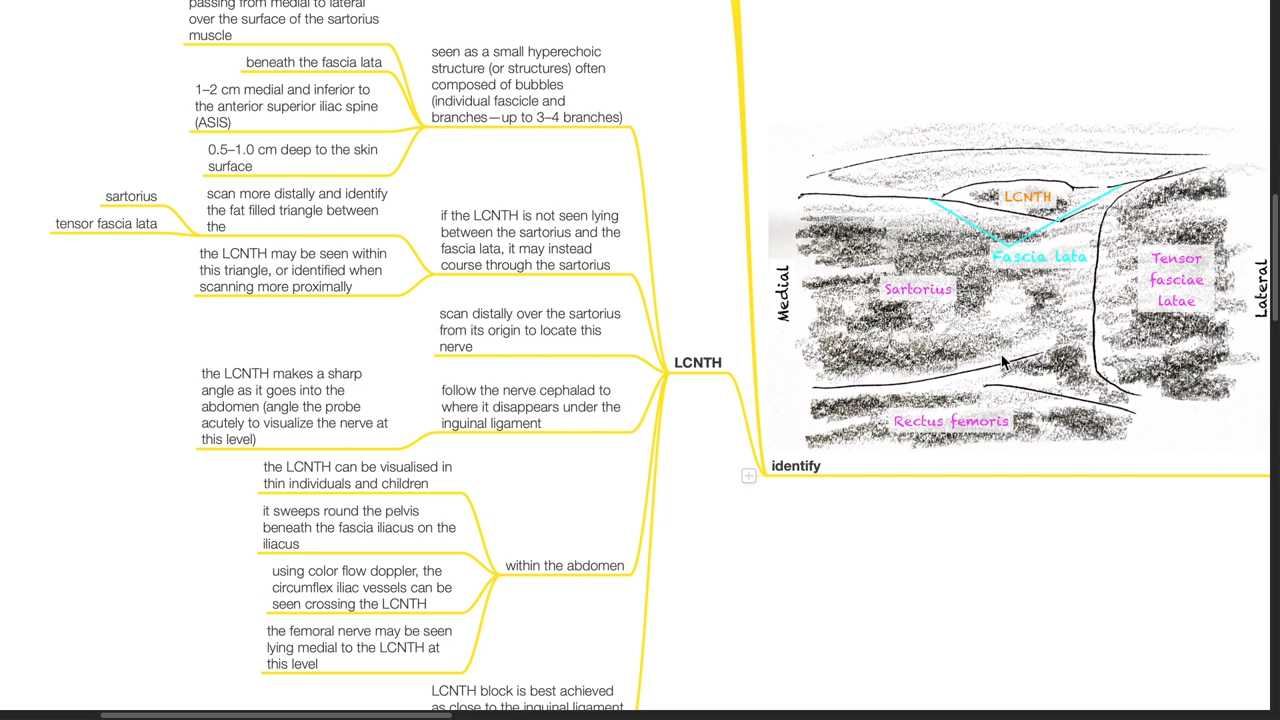 passing from medial to lateral
over the surface of the sartorius
muscle
beneath the fascia lata
1–2 cm medial and inferior to
the anterior superior iliac spine
(ASIS)
0.5–1.0 cm deep to the skin
surface
seen as a small hyperechoic
structure (or structures) often
composed of bubbles
(individual fascicle and
branches—up to 3–4 branches)
sartorius
tensor fascia lata
scan more distally and identify
the fat filled triangle between
the
the LCNTH may be seen within
this triangle, or identified when
scanning more proximally
if the LCNTH is not seen lying
between the sartorius and the
fascia lata, it may instead
course through the sartorius
scan distally over the sartorius
from its origin to locate this
nerve
the LCNTH makes a sharp
angle as it goes into the
abdomen (angle the probe
acutely to visualize the nerve at
this level)
follow the nerve cephalad to
where it disappears under the
inguinal ligament
the LCNTH can be visualised in
thin individuals and children
it sweeps round the pelvis
beneath the fascia iliacus on the
iliacus
using color flow doppler, the
circumflex iliac vessels can be
seen crossing the LCNTH
the femoral nerve may be seen
lying medial to the LCNTH at
this level
within the abdomen
LCNTH block is best achieved
as close to the inguinal ligament
LCNTH
LCNTH
Fascia lata
Sartorius
Tensor
fasciae
latae
Medial
Lateral
Rectus femoris
identify